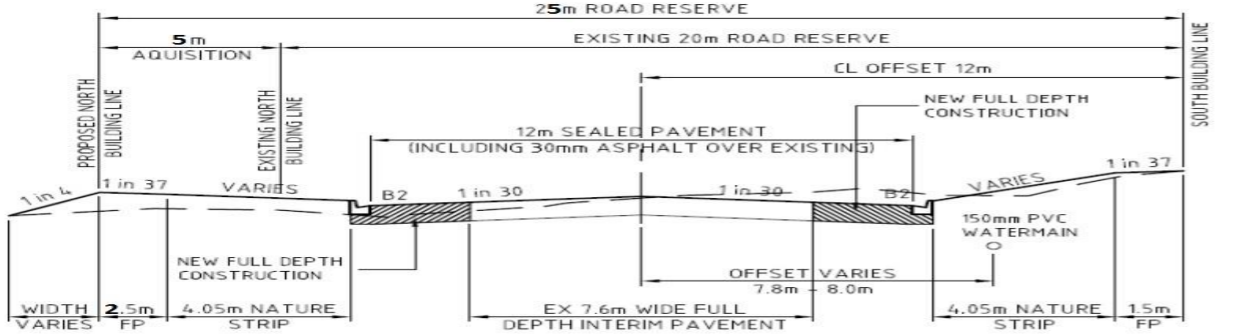 25m ROAD RESERVE
5m
AQUISITION
EXISTING 20m ROAD RESERVE
CL OFFSET 12m
PROPOSED NORTH
BUILDING LINE
EXISTING NORTH
BUILDING LINE
SOUTH BUILDING LINE
NEW FULL DEPTH
CONSTRUCTION
12m SEALED PAVEMENT
(INCLUDING 30mm ASPHALT OVER EXISTING)
1 in 4
1 in 37
VARIES
B2
1 in 30
1 in 30
B2
VARIES
1 in 37
150mm PVC
WATERMAIN
NEW FULL DEPTH
CONSTRUCTION
OFFSET VARIES
7.8m - 8.0m
WIDTH
VARIES
2.5m
FP
4.05m NATURE
STRIP
EX 7.6m WIDE FULL
DEPTH INTERIM PAVEMENT
4.05m NATURE
STRIP
1.5m
FP